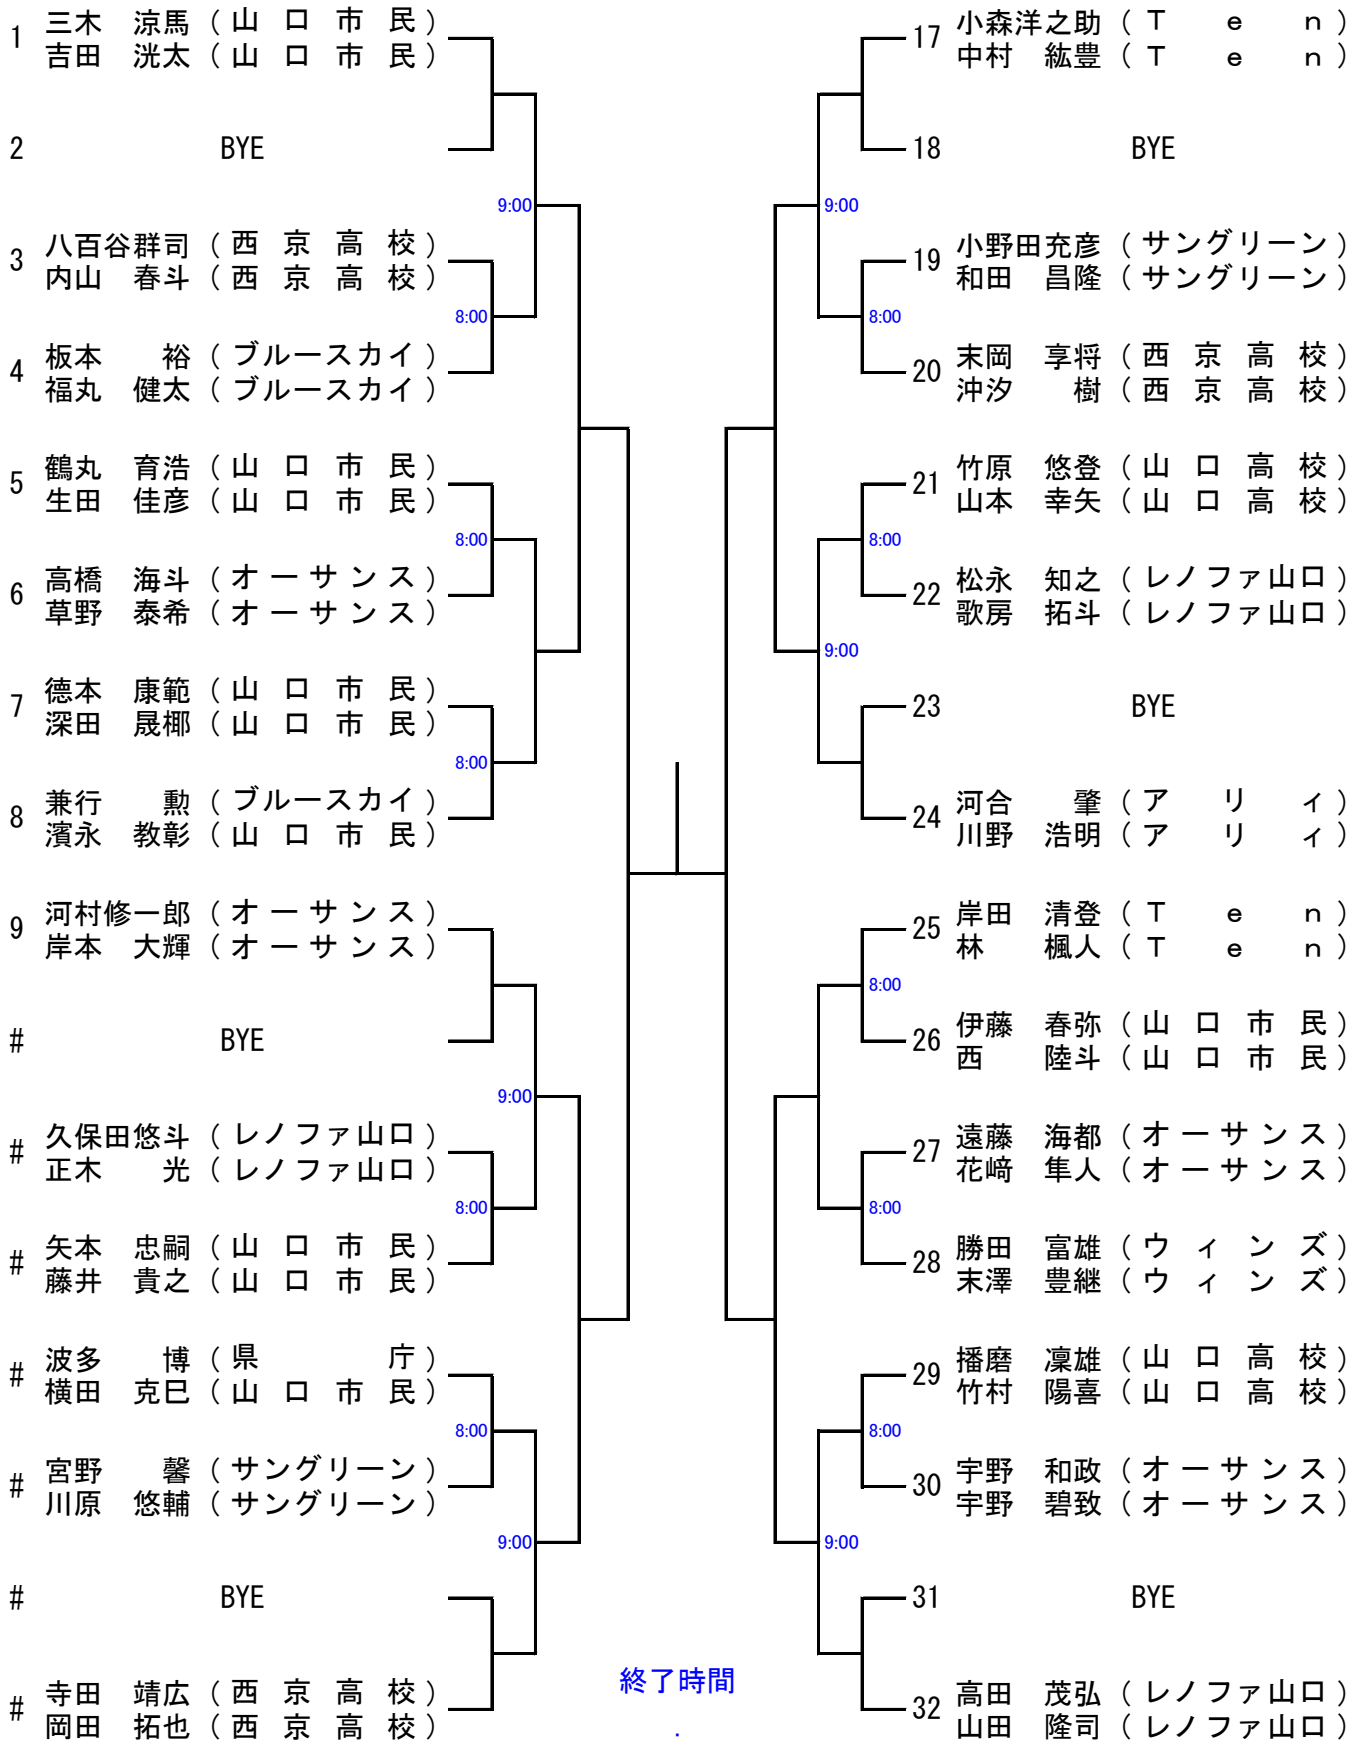 1 三木 涼馬 (山口市民)
吉田 洸太 (山口市民)
2 BYE
9:00
3 八百谷群司 (西京高校)
内山 春斗 (西京高校)
8:00
4 板本 裕 (ブルースカイ)
福丸 健太 (ブルースカイ)
5 鶴丸 育浩 (山口市民)
生田 佳彦 (山口市民)
8:00
6 高橋 海斗 (オーサンス)
草野 泰希 (オーサンス)
7 德本 康範 (山口市民)
深田 晟椰 (山口市民)
8:00
8 兼行 勲 (ブルースカイ)
濱永 教彰 (山口市民)
9 河村修一郎 (オーサンス)
岸本 大輝 (オーサンス)
# BYE
9:00
# 久保田悠斗 (レノファ山口)
正木 光 (レノファ山口)
8:00
# 矢本 忠嗣 (山口市民)
藤井 貴之 (山口市民)
# 波多 博 (県庁)
横田 克巳 (山口市民)
8:00
# 宮野 馨 (サングリーン)
川原 悠輔 (サングリーン)
9:00
# BYE
# 寺田 靖広 (西京高校)
岡田 拓也 (西京高校)
17 小森洋之助 (Ten)
中村 紘豊 (Ten)
18 BYE
9:00
19 小野田充彦 (サングリーン)
和田 昌隆 (サングリーン)
8:00
20 末岡 享将 (西京高校)
沖汐 樹 (西京高校)
21 竹原 悠登 (山口高校)
山本 幸矢 (山口高校)
8:00
22 松永 知之 (レノファ山口)
歌房 拓斗 (レノファ山口)
9:00
23 BYE
24 河合 肇 (アリィ)
川野 浩明 (アリィ)
25 岸田 清登 (Ten)
林 楓人 (Ten)
8:00
26 伊藤 春弥 (山口市民)
西 陸斗 (山口市民)
27 遠藤 海都 (オーサンス)
花﨑 隼人 (オーサンス)
8:00
28 勝田 富雄 (ウィンズ)
末澤 豊継 (ウィンズ)
29 播磨 凜雄 (山口高校)
竹村 陽喜 (山口高校)
8:00
30 宇野 和政 (オーサンス)
宇野 碧致 (オーサンス)
9:00
31 BYE
32 高田 茂弘 (レノファ山口)
山田 隆司 (レノファ山口)
終了時間
.